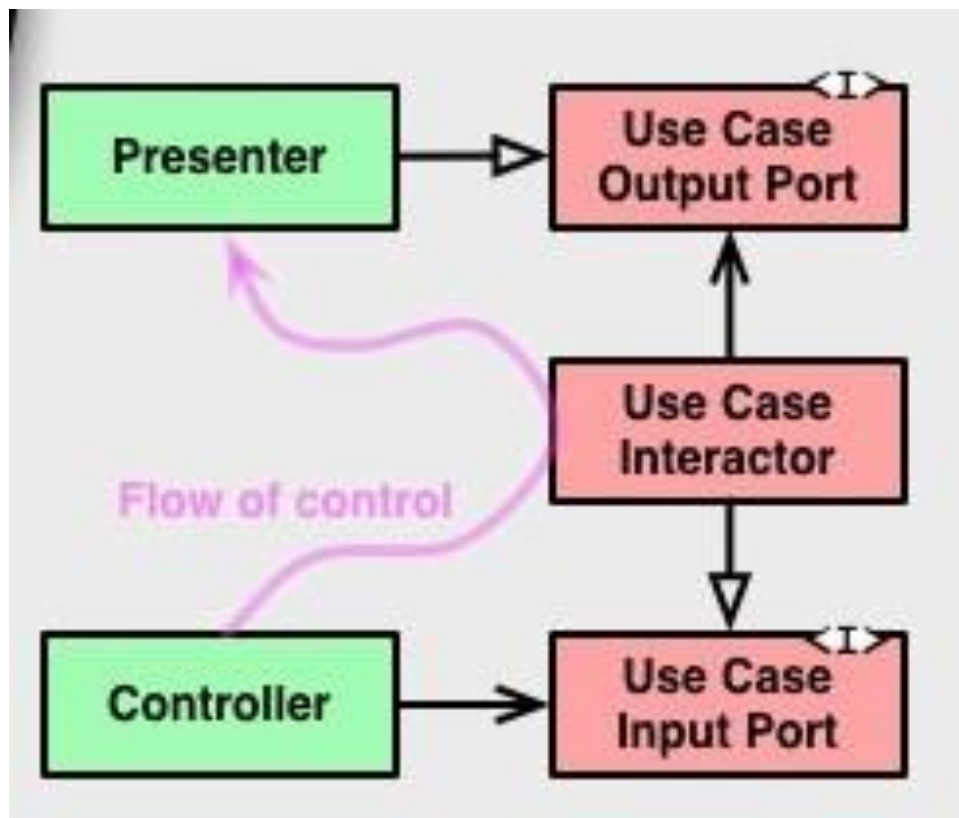 <I>
Presenter
Use Case
Output Port
Use Case
Interactor
Flow of control
<I>
Controller
Use Case
Input Port